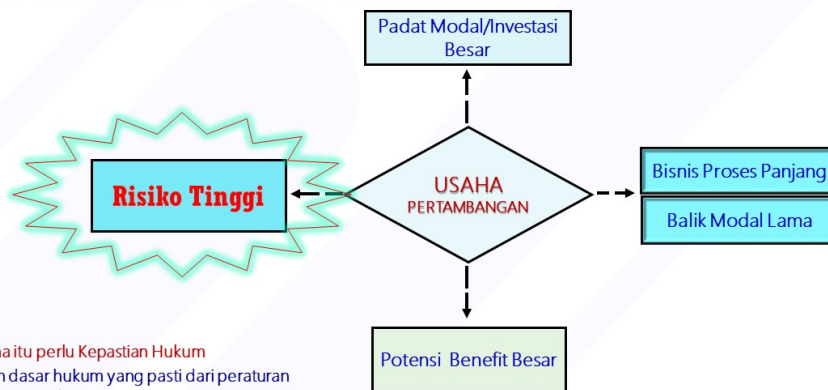 Padat Modal/Investasi
Besar
Risiko Tinggi
USAHA
PERTAMBANGAN
Bisnis Proses Panjang
Balik Modal Lama
Potensi Benefit Besar
itu perlu Kepastian Hukum
dasar hukum yang pasti dari peraturan